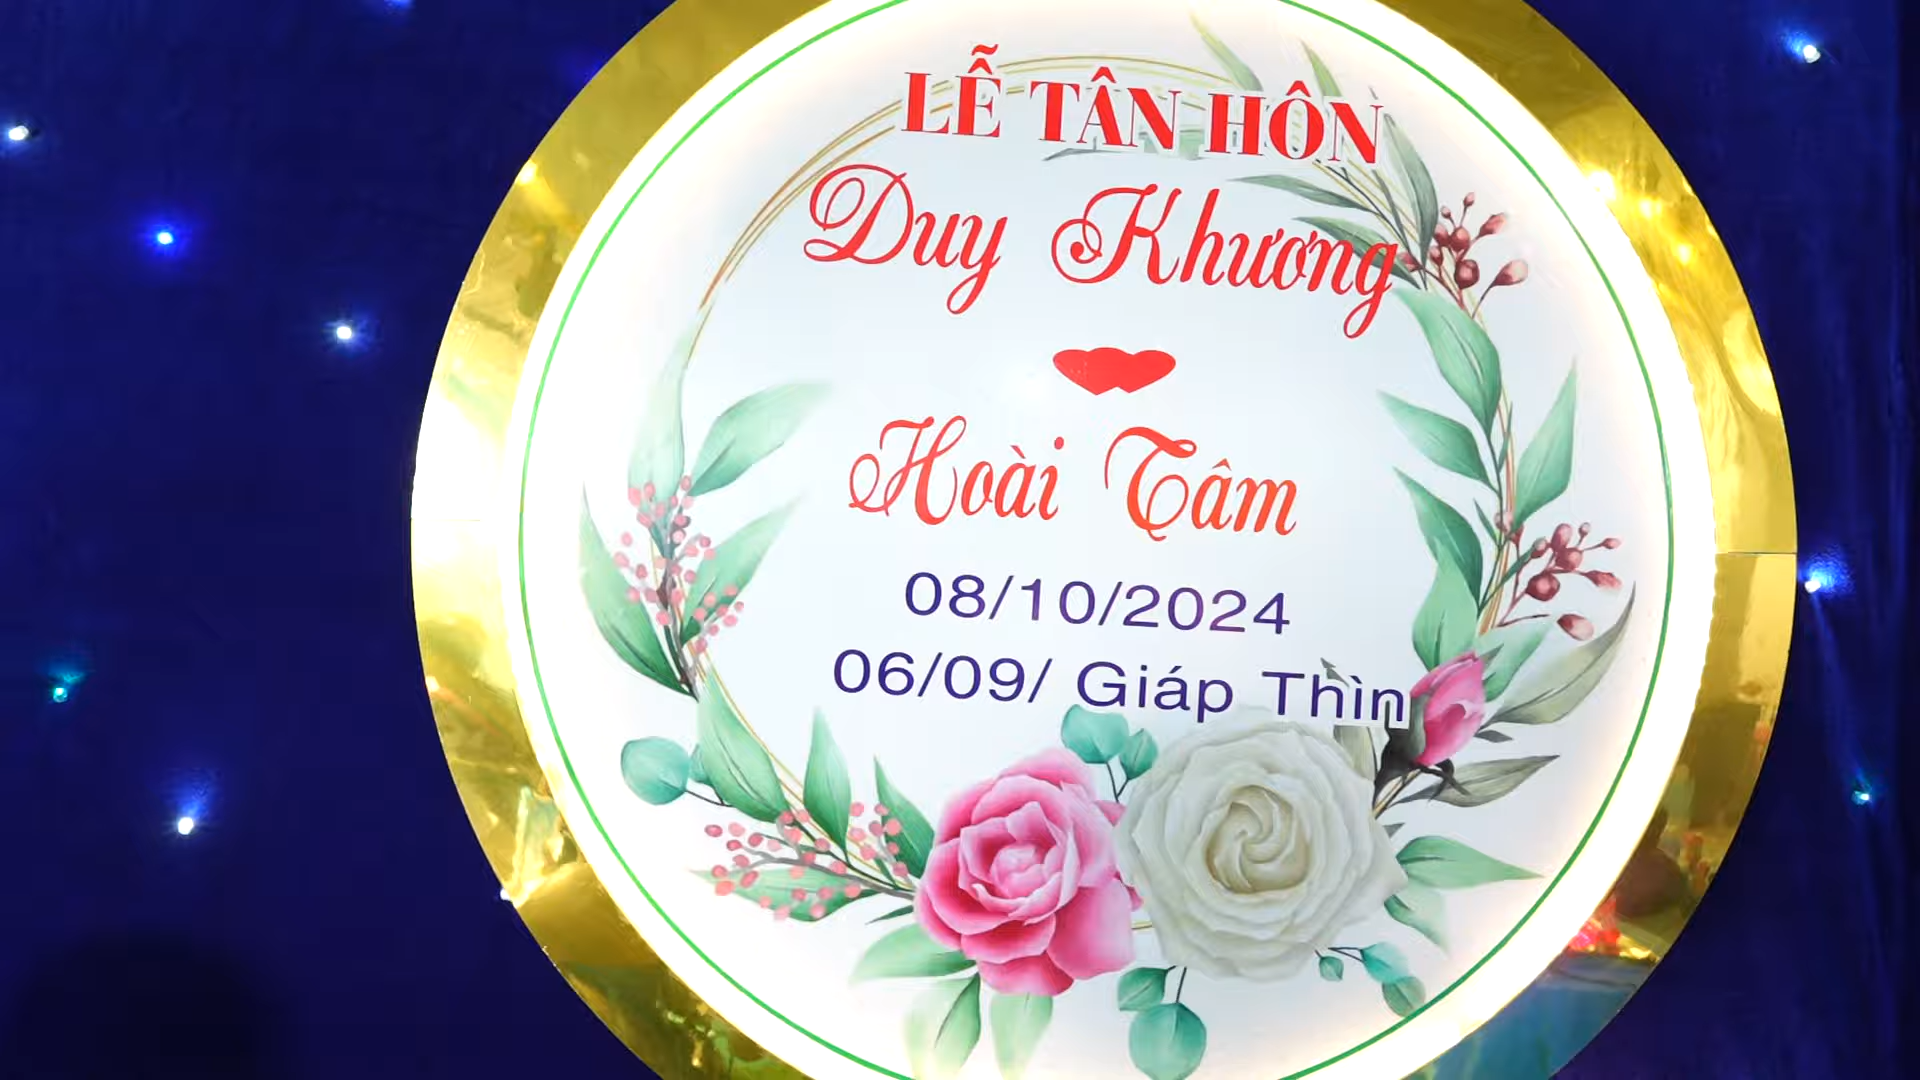 LỄ TÂN HÔN
Duy Khương
Hoài Tâm
08/10/2024
06/09/ Giáp Thìn